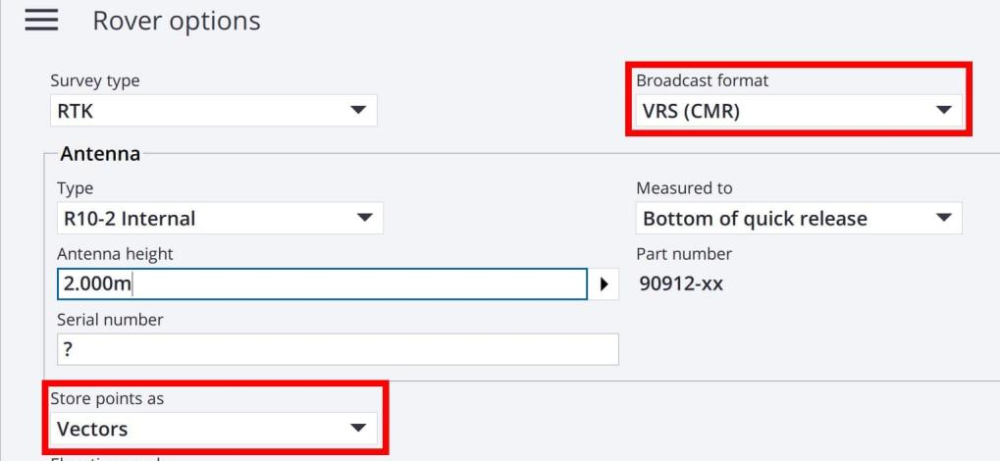 Rover options
Survey type
Broadcast format
RTK
VRS (CMR)
Antenna
Type
Measured to
R10-2 Internal
Bottom of quick release
Antenna height
Part number
2.000m
90912-xx
Serial number
?
Store points as
Vectors